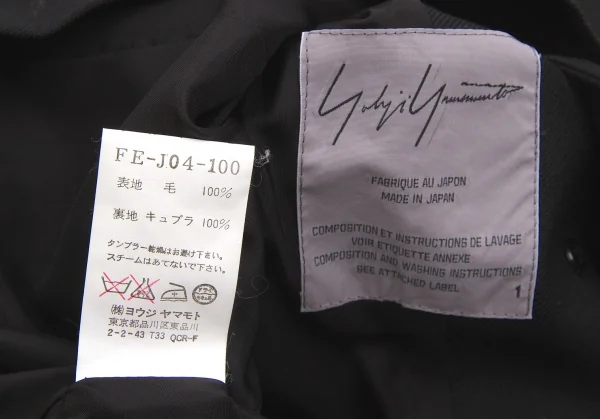 FE-J04-100
表地 毛 100%
裏地 キュプラ 100%
タンブラー乾燥はお避け下さい。
スチームはあてないで下さい。
㈱ヨウジ ヤマモト
東京都品川区東品川
2-2-43 T33 QCR-F
Yohji Yamamoto
FABRIQUE AU JAPON
MADE IN JAPAN
COMPOSITION ET INSTRUCTIONS DE LAVAGE
VOIR ETIQUETTE ANNEXE
COMPOSITION AND WASHING INSTRUCTIONS
SEE ATTACHED LABEL
1